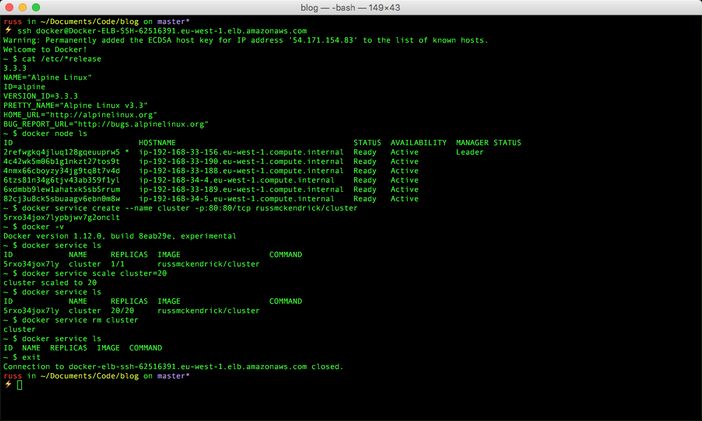 blog — -bash — 149×43
russ in ~/Documents/Code/blog on master*
⚡ ssh docker@Docker-ELB-SSH-62516391.eu-west-1.elb.amazonaws.com
Warning: Permanently added the ECDSA host key for IP address '54.171.154.83' to the list of known hosts.
Welcome to Docker!
~ $ cat /etc/*release
3.3.3
NAME="Alpine Linux"
ID=alpine
VERSION_ID=3.3.3
PRETTY_NAME="Alpine Linux v3.3"
HOME_URL="http://alpinelinux.org"
BUG_REPORT_URL="http://bugs.alpinelinux.org"
~ $ docker node ls
ID HOSTNAME STATUS AVAILABILITY MANAGER STATUS
2refwgkq4jluq128gqeuuprw5 * ip-192-168-33-156.eu-west-1.compute.internal Ready Active Leader
4c42wk5m06b1g1nkzt27tos9t ip-192-168-33-190.eu-west-1.compute.internal Ready Active
4nmx66cboyzy34jg9tq8t7v4d ip-192-168-33-188.eu-west-1.compute.internal Ready Active
6tzs81n34g6tjv43ab359f1yl ip-192-168-34-4.eu-west-1.compute.internal Ready Active
6xdmbb9lew1ahatxk5sb5rrum ip-192-168-33-189.eu-west-1.compute.internal Ready Active
82cj3u8ck5sbuaagv6ebn0m8w ip-192-168-34-5.eu-west-1.compute.internal Ready Active
~ $ docker service create --name cluster -p:80:80/tcp russmckendrick/cluster
5rxo34jox7lypbjwv7g2onclt
~ $ docker -v
Docker version 1.12.0, build 8eab29e, experimental
~ $ docker service ls
ID NAME REPLICAS IMAGE COMMAND
5rxo34jox7ly cluster 1/1 russmckendrick/cluster
~ $ docker service scale cluster=20
cluster scaled to 20
~ $ docker service ls
ID NAME REPLICAS IMAGE COMMAND
5rxo34jox7ly cluster 20/20 russmckendrick/cluster
~ $ docker service rm cluster
cluster
~ $ docker service ls
ID NAME REPLICAS IMAGE COMMAND
~ $ exit
Connection to docker-elb-ssh-62516391.eu-west-1.elb.amazonaws.com closed.
russ in ~/Documents/Code/blog on master*
⚡